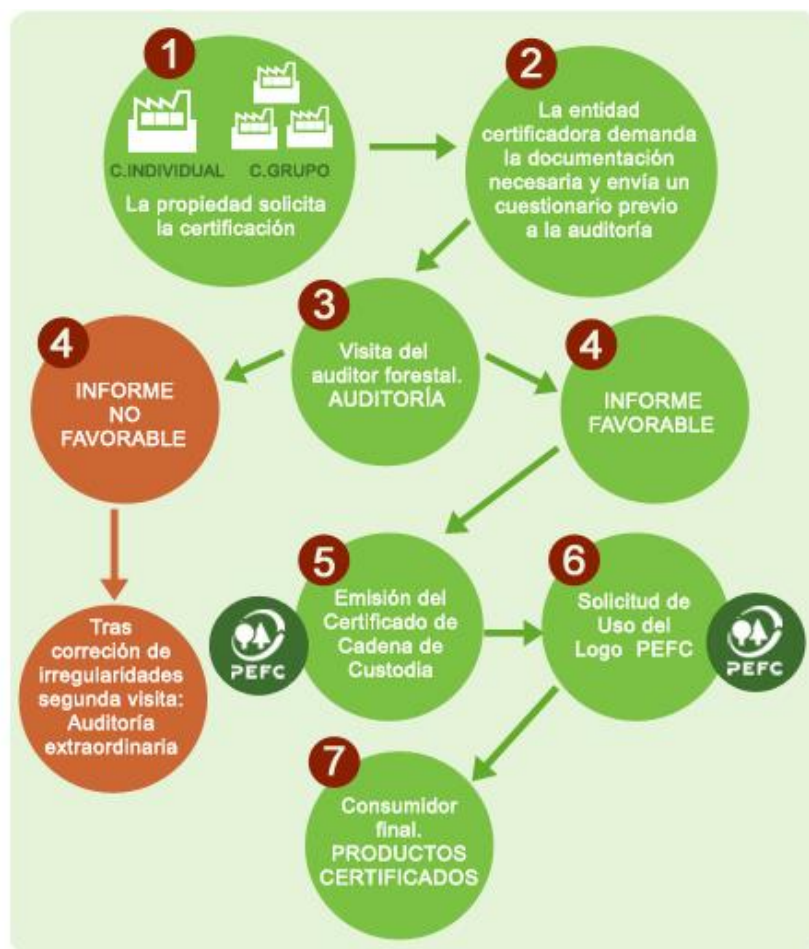 1
C.INDIVIDUAL
C.GRUPO
La propiedad solicita
la certificación
2
La entidad
certificadora demanda
la documentación
necesaria y envía un
cuestionario previo
a la auditoría
3
Visita del
auditor forestal.
AUDITORÍA
4
INFORME
NO
FAVORABLE
4
INFORME
FAVORABLE
Tras
correción de
irregularidades
segunda visita:
Auditoría
extraordinaria
5
Emisión del
Certificado de
Cadena de
Custodia
PEFC
6
Solicitud de
Uso del
Logo PEFC
PEFC
7
Consumidor
final.
PRODUCTOS
CERTIFICADOS